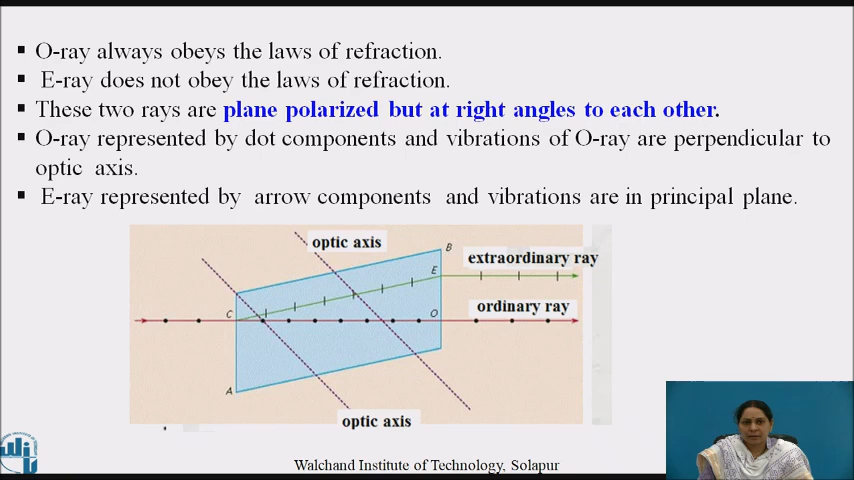 ▪ O-ray always obeys the laws of refraction.
▪ E-ray does not obey the laws of refraction.
▪ These two rays are plane polarized but at right angles to each other.
▪ O-ray represented by dot components and vibrations of O-ray are perpendicular to
optic axis.
▪ E-ray represented by arrow components and vibrations are in principal plane.
optic axis
B
E
extraordinary ray
C
O
ordinary ray
A
optic axis
Walchand Institute of Technology, Solapur